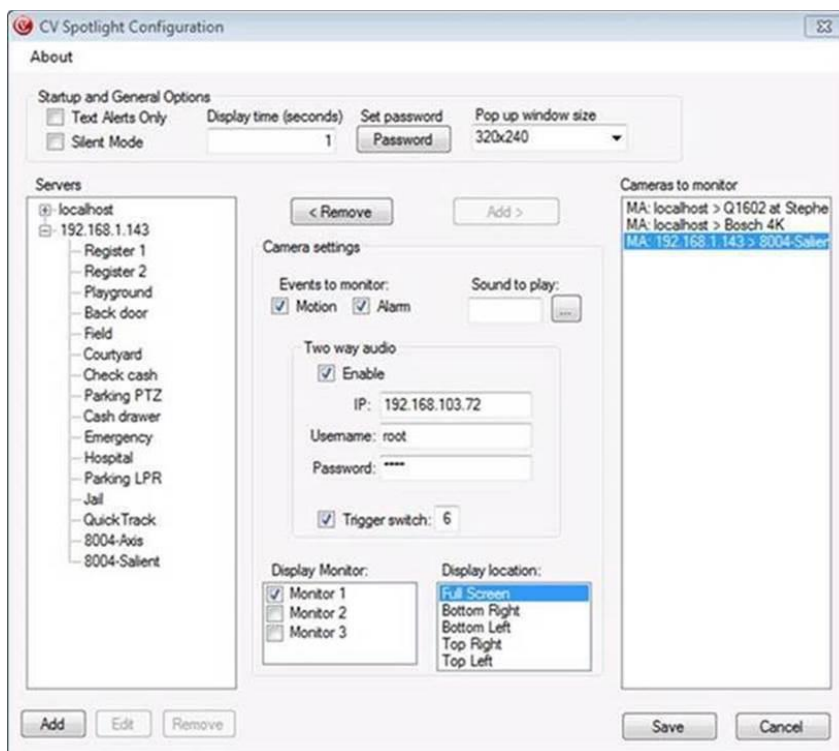 CV Spotlight Configuration
About
Startup and General Options
Text Alerts Only
Silent Mode
Display time (seconds)
1
Set password
Password
Pop up window size
320x240
Servers
localhost
192.168.1.143
Register 1
Register 2
Playground
Back door
Field
Courtyard
Check cash
Parking PTZ
Cash drawer
Emergency
Hospital
Parking LPR
Jail
QuickTrack
8004-Axis
8004-Salient
Add
Edit
Remove
< Remove
Add >
Camera settings
Events to monitor:
Motion
Alarm
Sound to play:
...
Two way audio
Enable
IP: 192.168.103.72
Username: root
Password: ****
Trigger switch: 6
Display Monitor:
Monitor 1
Monitor 2
Monitor 3
Display location:
Full Screen
Bottom Right
Bottom Left
Top Right
Top Left
Cameras to monitor
MA: localhost > Q1602 at Stephe
MA: localhost > Bosch 4K
MA: 192.168.1.143 > 8004-Salien
Save
Cancel